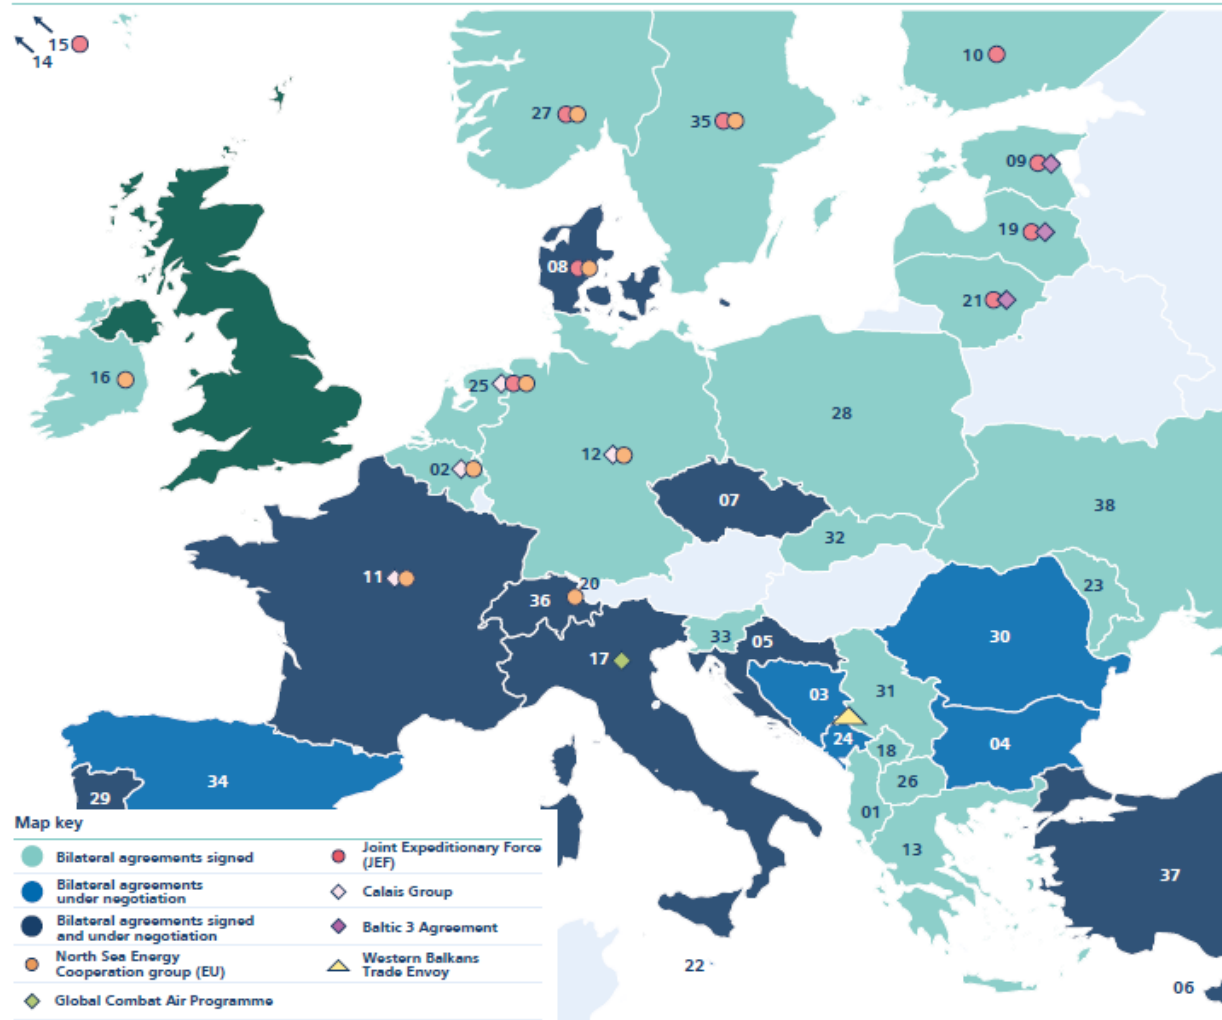 15
14
10
27
35
09
19
08
21
16
25
28
12
02
07
38
32
11
20
36
23
33
05
30
17
31
03
24
04
18
34
26
29
01
13
37
22
06
Map key
Bilateral agreements signed
Bilateral agreements
under negotiation
Bilateral agreements signed
and under negotiation
North Sea Energy
Cooperation group (EU)
Global Combat Air Programme
Joint Expeditionary Force
(JEF)
Calais Group
Baltic 3 Agreement
Western Balkans
Trade Envoy